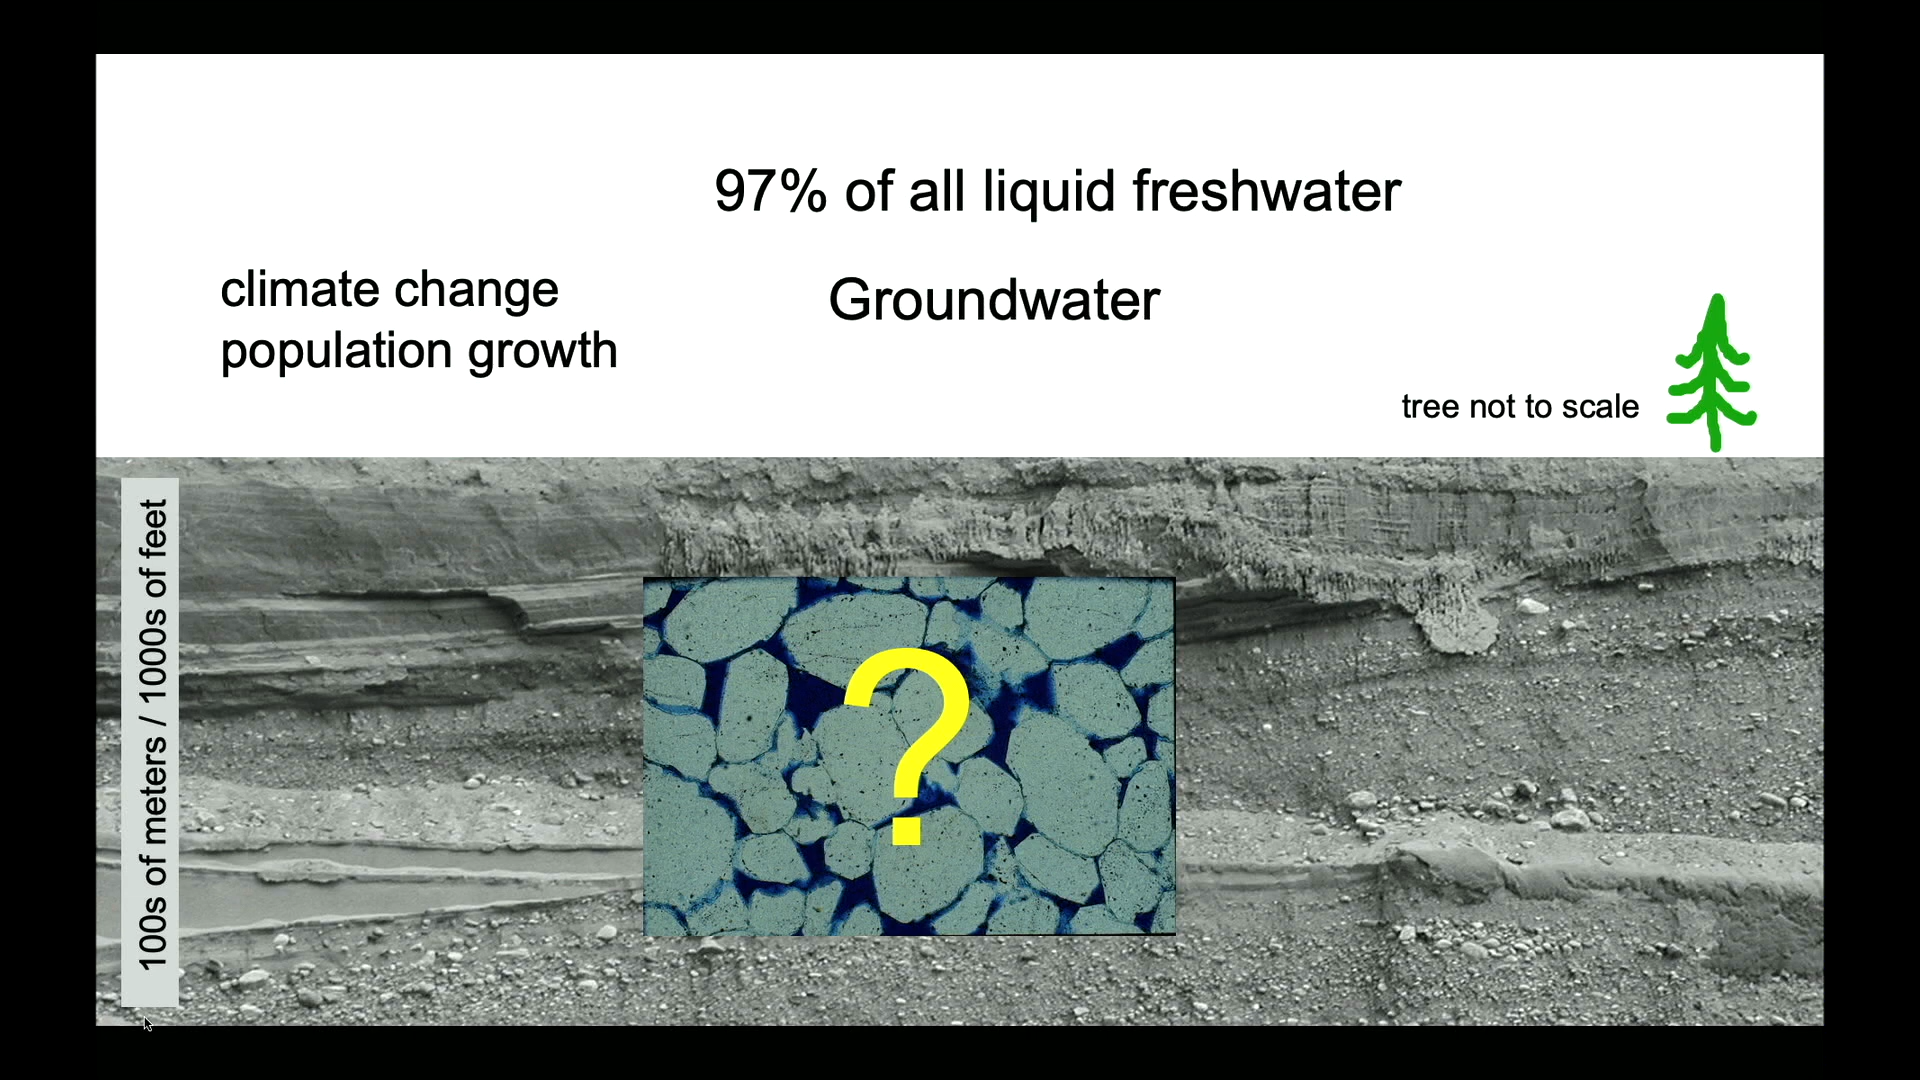 97% of all liquid freshwater
climate change
population growth
Groundwater
tree not to scale
100s of meters / 1000s of feet
?